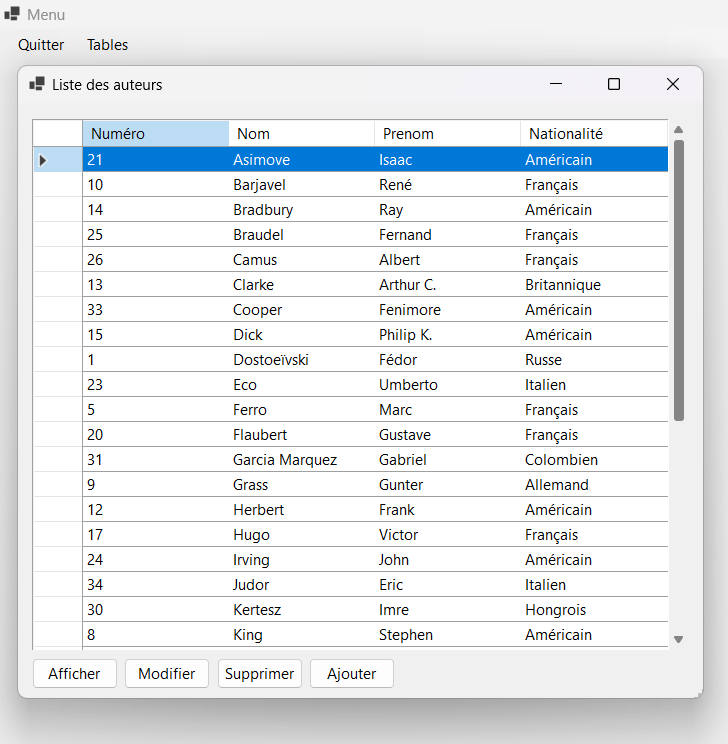 Menu
Quitter Tables
Liste des auteurs
Numéro Nom Prenom Nationalité
21 Asimove Isaac Américain
10 Barjavel René Français
14 Bradbury Ray Américain
25 Braudel Fernand Français
26 Camus Albert Français
13 Clarke Arthur C. Britannique
33 Cooper Fenimore Américain
15 Dick Philip K. Américain
1 Dostoeïvski Fédor Russe
23 Eco Umberto Italien
5 Ferro Marc Français
20 Flaubert Gustave Français
31 Garcia Marquez Gabriel Colombien
9 Grass Gunter Allemand
12 Herbert Frank Américain
17 Hugo Victor Français
24 Irving John Américain
34 Judor Eric Italien
30 Kertesz Imre Hongrois
8 King Stephen Américain
Afficher Modifier Supprimer Ajouter